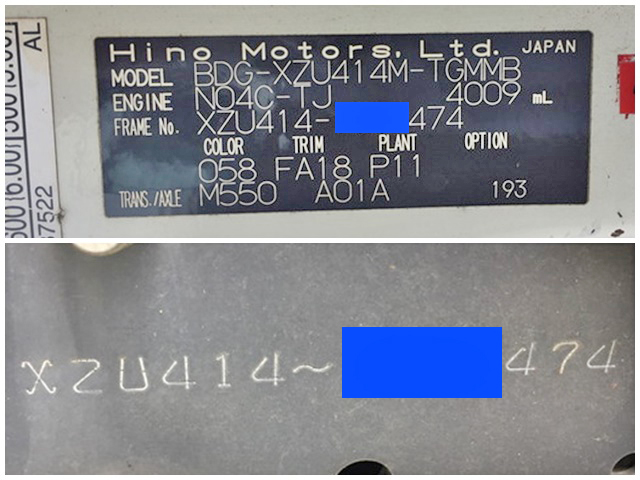 AL
Hino Motors, Ltd. JAPAN
MODEL BDG-XZU414M-TGMMB
ENGINE N04C-TJ 4009 mL
FRAME No. XZU414- 474
COLOR TRIM PLANT OPTION
058 FA18 P11
TRANS./AXLE M550 A01A 193
7522
XZU414~ 474